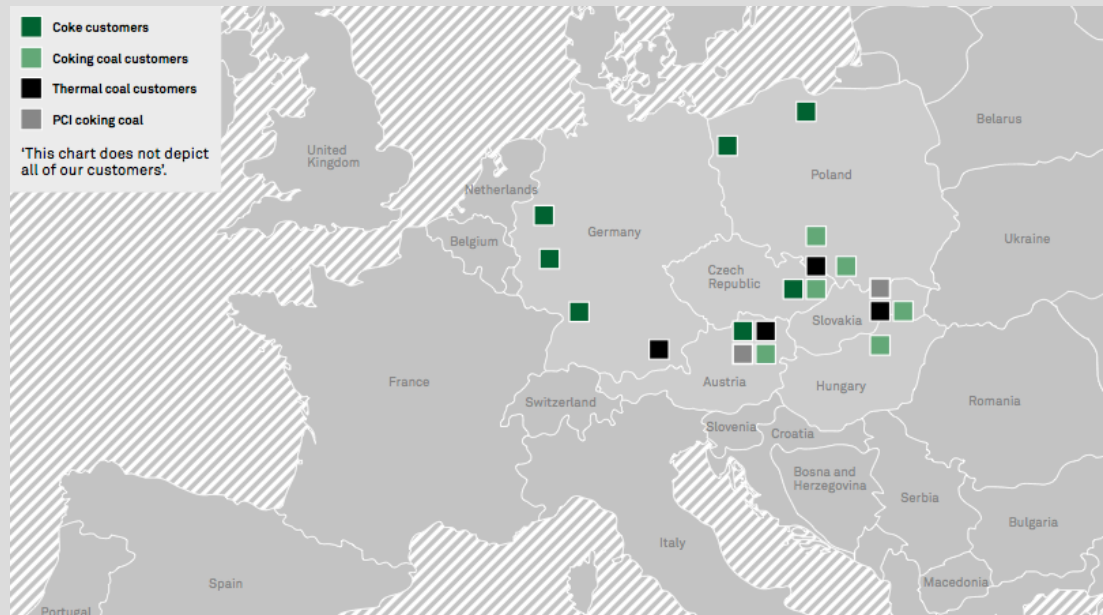 Coke customers
Coking coal customers
Thermal coal customers
PCI coking coal
‘This chart does not depict
all of our customers’.
Belarus
United
Kingdom
Poland
Netherlands
Germany
Belgium
Ukraine
Czech
Republic
Slovakia
France
Austria
Hungary
Switzerland
Romania
Slovenia
Croatia
Bosna and
Herzegovina
Serbia
Bulgaria
Italy
Spain
Macedonia
Portugal